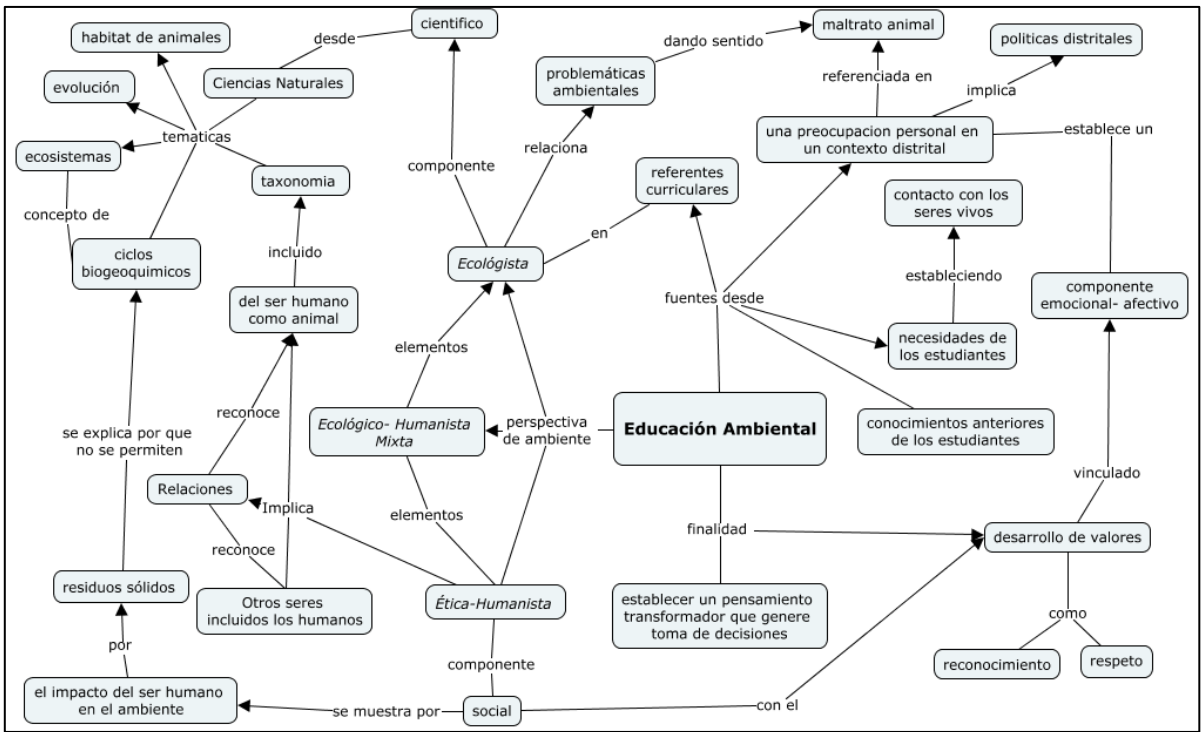 habitat de animales
desde
cientifico
dando sentido
maltrato animal
politicas distritales
evolución
Ciencias Naturales
problemáticas
ambientales
referenciada en
implica
tematicas
ecosistemas
taxonomia
componente
relaciona
una preocupacion personal en
un contexto distrital
establece un
referentes
curriculares
contacto con los
seres vivos
concepto de
ciclos
biogeoquimicos
incluido
Ecológista
en
estableciendo
del ser humano
como animal
fuentes desde
componente
emocional- afectivo
necesidades de
los estudiantes
elementos
reconoce
Ecológico- Humanista
Mixta
perspectiva
de ambiente
Educación Ambiental
conocimientos anteriores
de los estudiantes
se explica por que
no se permiten
vinculado
Relaciones
Implica
elementos
finalidad
desarrollo de valores
reconoce
residuos sólidos
Otros seres
incluidos los humanos
Ética-Humanista
establecer un pensamiento
transformador que genere
toma de decisiones
como
por
componente
reconocimiento
respeto
el impacto del ser humano
en el ambiente
se muestra por
social
con el